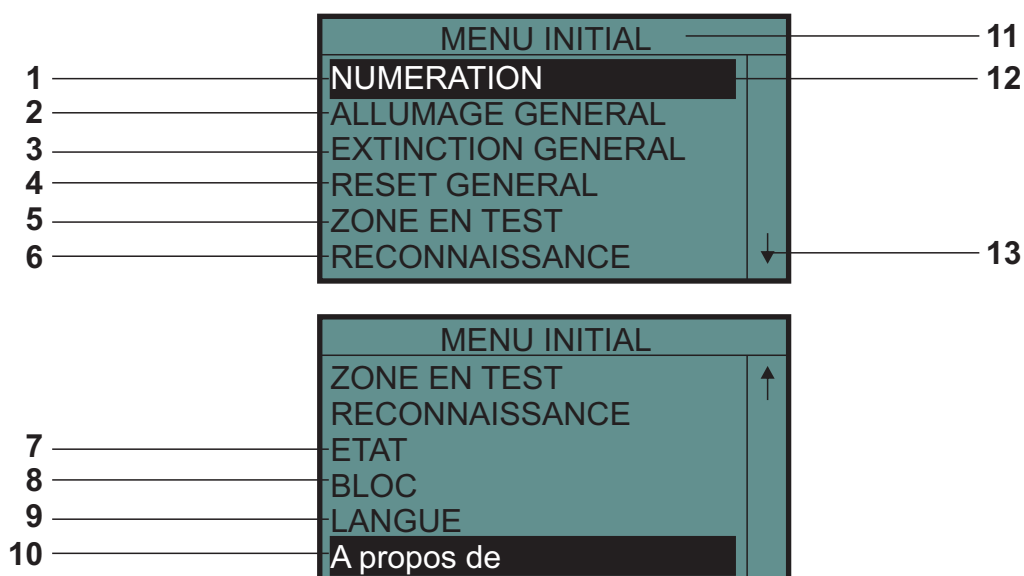 MENU INITIAL 11
1 NUMERATION 12
2 ALLUMAGE GENERAL
3 EXTINCTION GENERAL
4 RESET GENERAL
5 ZONE EN TEST
6 RECONNAISSANCE 13
MENU INITIAL
ZONE EN TEST
RECONNAISSANCE
7 ETAT
8 BLOC
9 LANGUE
10 A propos de